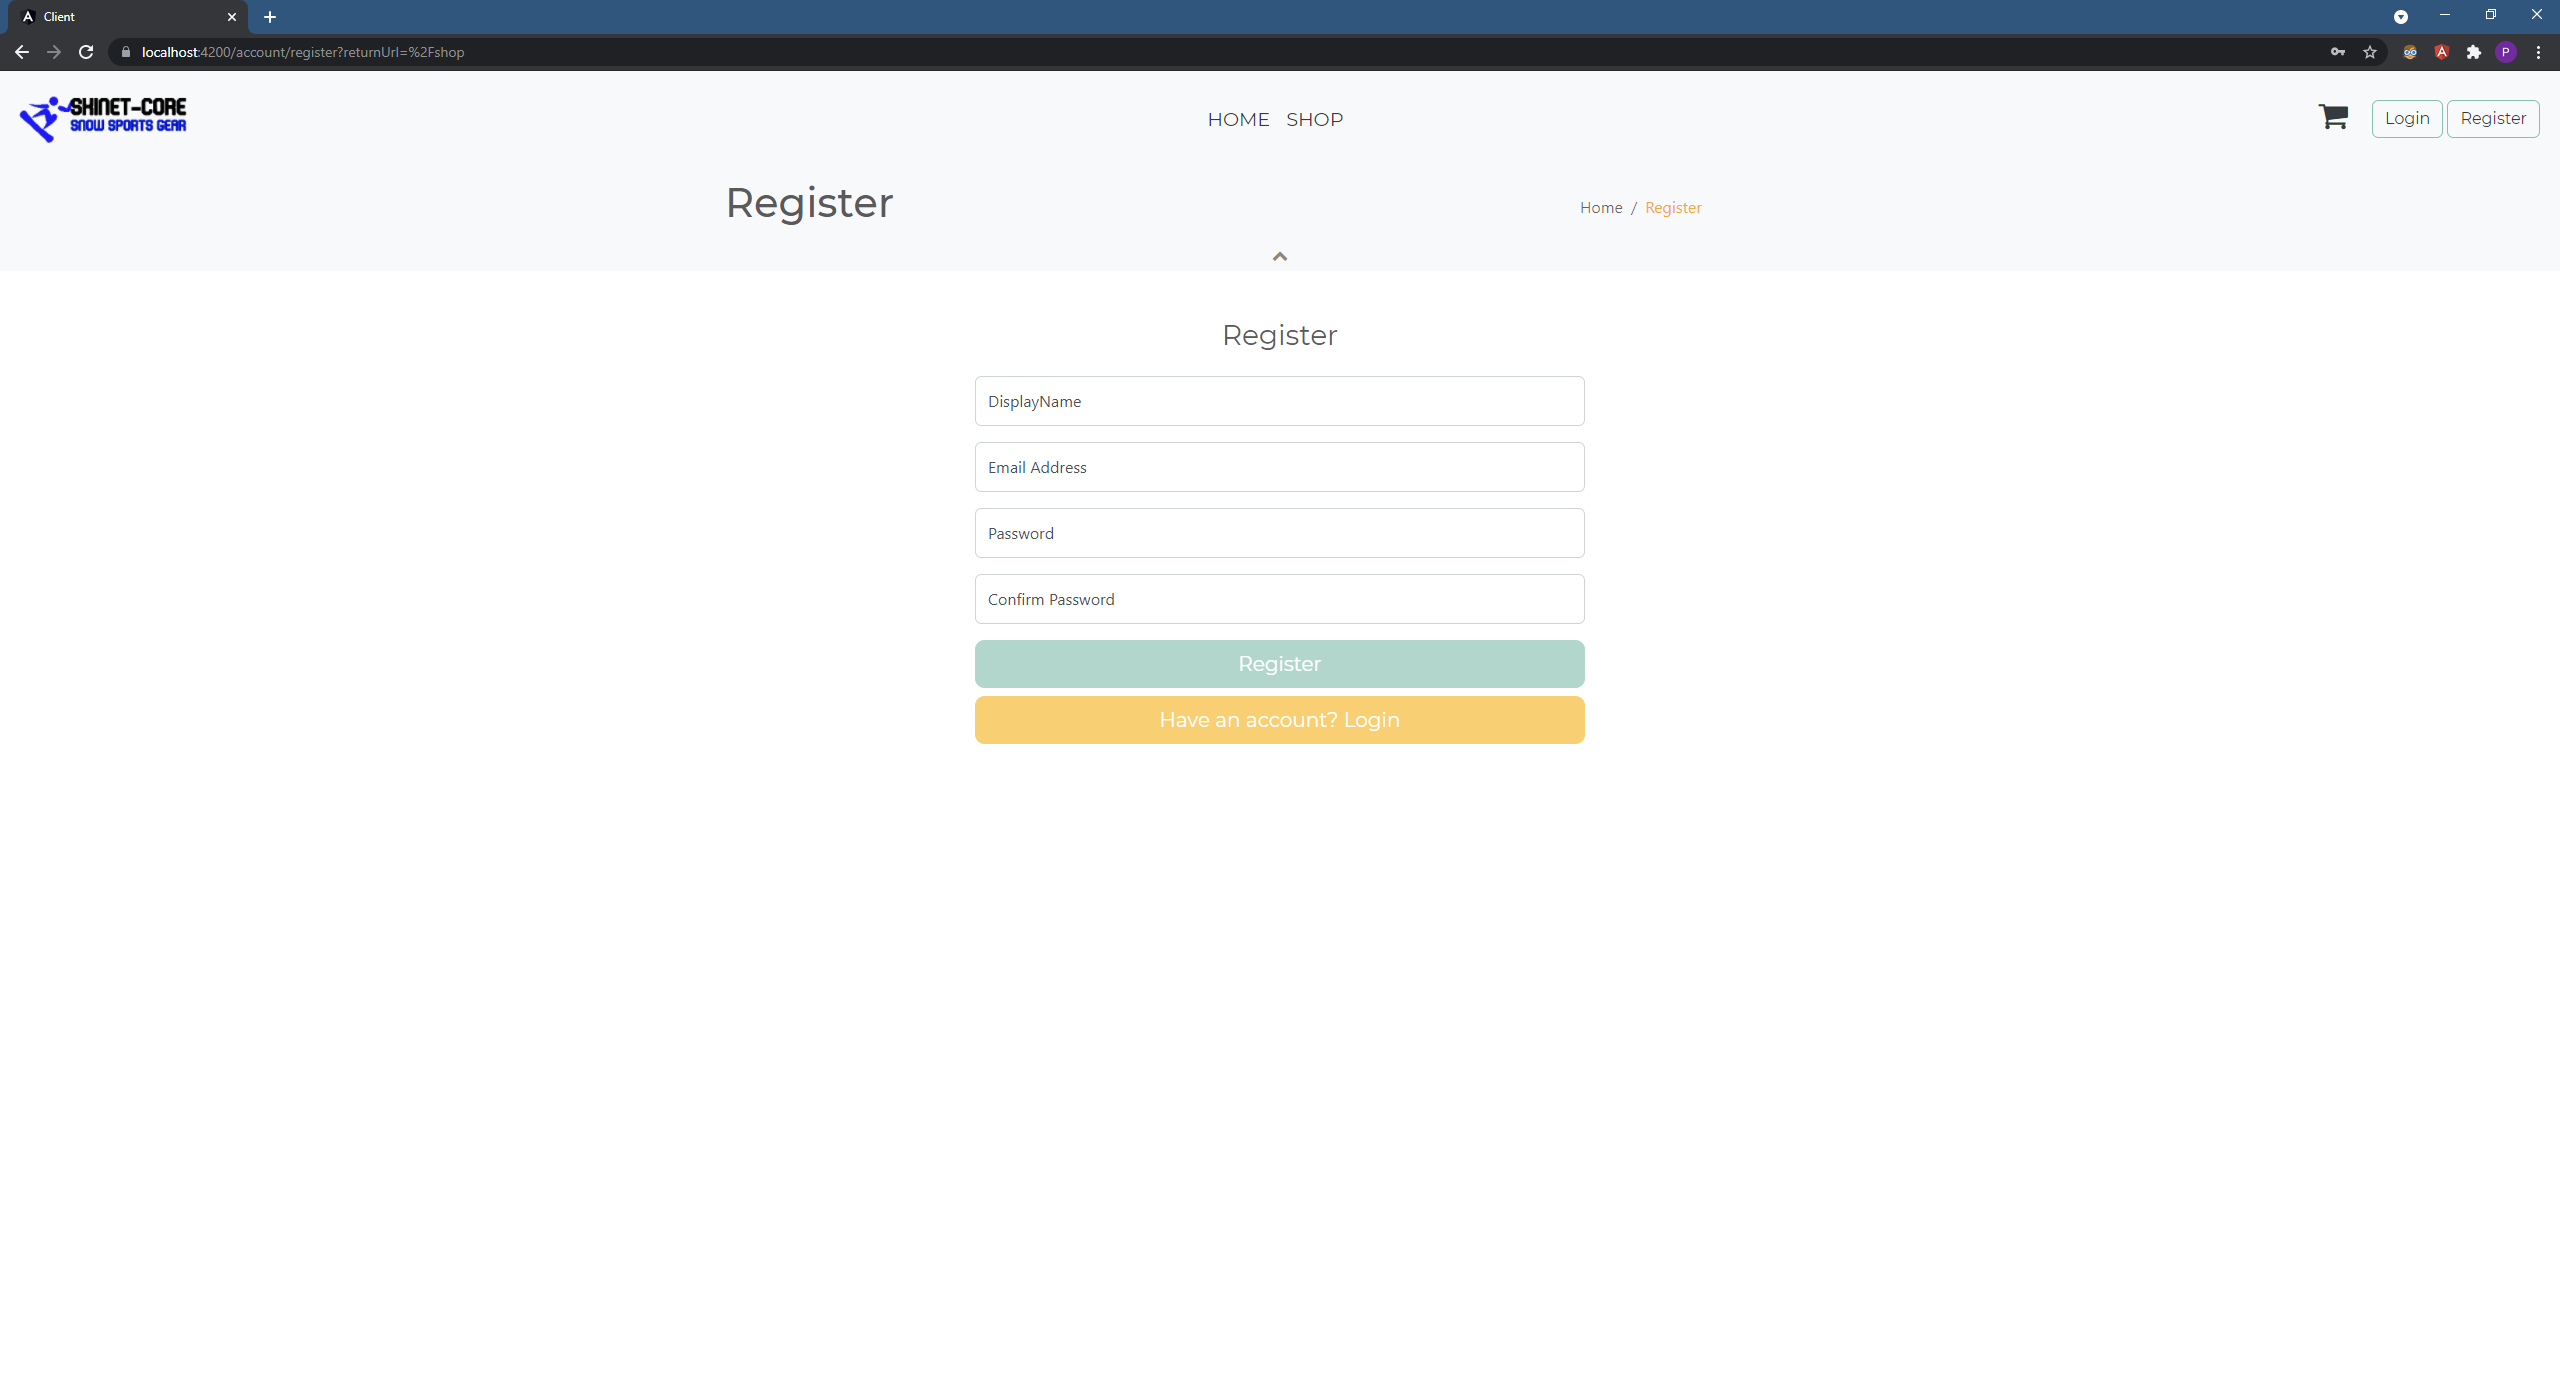 Client
localhost:4200/account/register?returnUrl=%2Fshop
P
SHINET-CORE
SNOW SPORTS GEAR
HOME SHOP
Login Register
Register
Home / Register
Register
DisplayName
Email Address
Password
Confirm Password
Register
Have an account? Login